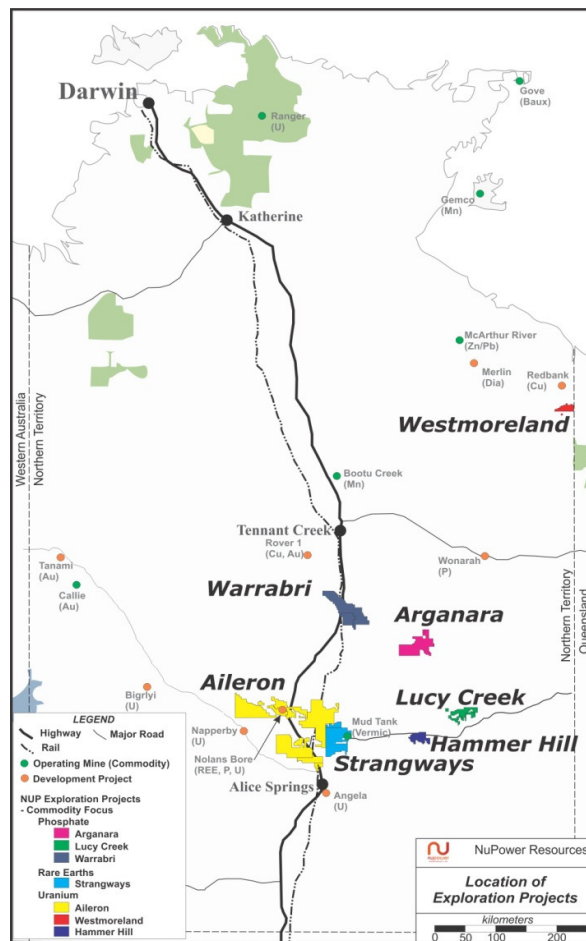 Darwin
Ranger
(U)
Gove
(Baux)
Gemco
(Mn)
Katherine
McArthur River
(Zn/Pb)
Merlin
(Dia)
Redbank
(Cu)
Westmoreland
Western Australia
Northern Territory
Bootu Creek
(Mn)
Tennant Creek
Rover 1
(Cu, Au)
Wonarah
(P)
Tanami
(Au)
Callie
(Au)
Warrabri
Arganara
Northern Territory
Queensland
Bigrlyi
(U)
Aileron
Lucy Creek
Napperby
(U)
Mud Tank
(Vermic)
Hammer Hill
Nolans Bore
(REE, P, U)
Strangways
Alice Springs
Angela
(U)
LEGEND
Highway
Major Road
Rail
Operating Mine (Commodity)
Development Project
NUP Exploration Projects
- Commodity Focus
Phosphate
Arganara
Lucy Creek
Warrabri
Rare Earths
Strangways
Uranium
Aileron
Westmoreland
Hammer Hill
NuPower Resources
Location of
Exploration Projects
kilometers
0 50 100 200